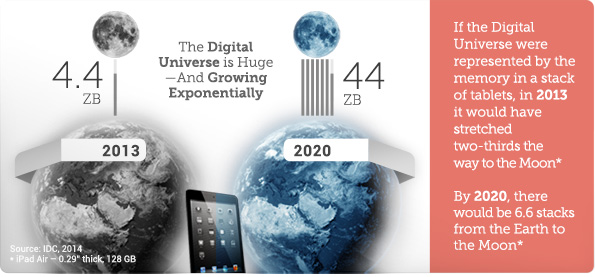 The Digital
Universe is Huge
—And Growing
Exponentially
4.4
ZB
44
ZB
2013
2020
Source: IDC, 2014
* iPad Air – 0.29" thick, 128 GB
If the Digital
Universe were
represented by the
memory in a stack
of tablets, in 2013
it would have
stretched
two-thirds the
way to the Moon*
By 2020, there
would be 6.6 stacks
from the Earth to
the Moon*